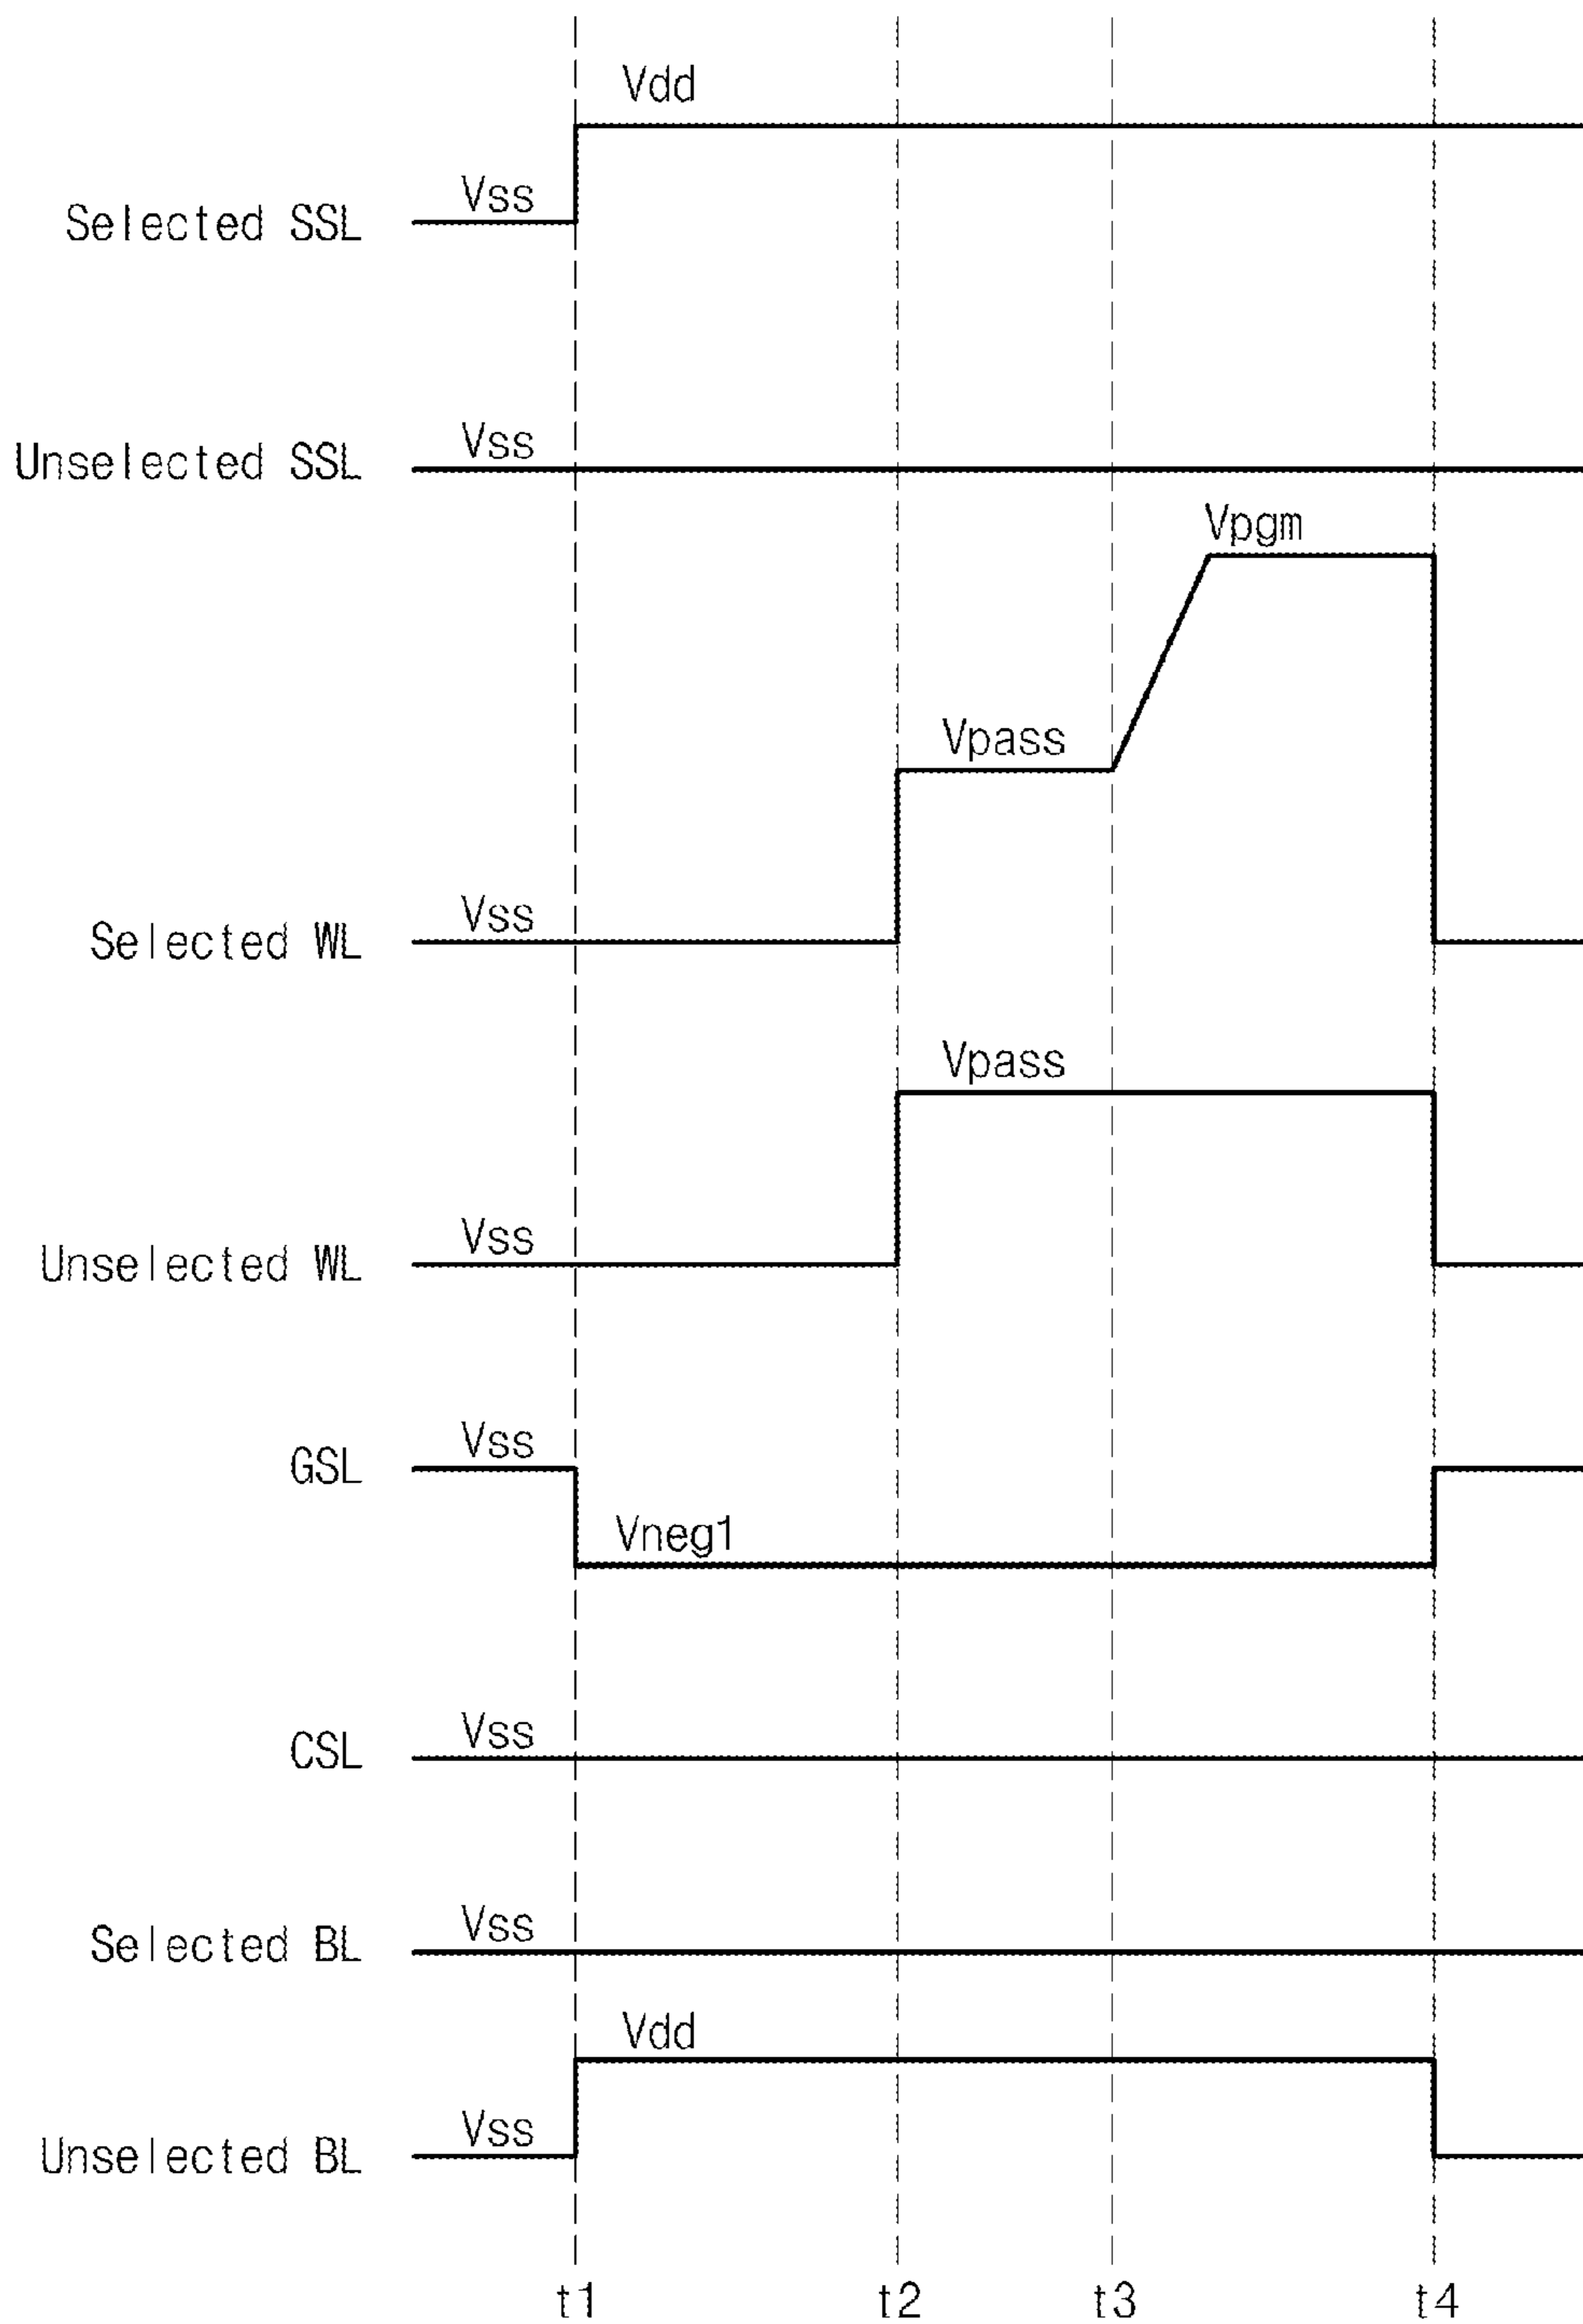 Vdd
Vss
Selected SSL
Vss
Unselected SSL
Vpgm
Vpass
Vss
Selected WL
Vpass
Vss
Unselected WL
Vss
GSL
Vneg1
Vss
CSL
Vss
Selected BL
Vdd
Vss
Unselected BL
t1 t2 t3 t4